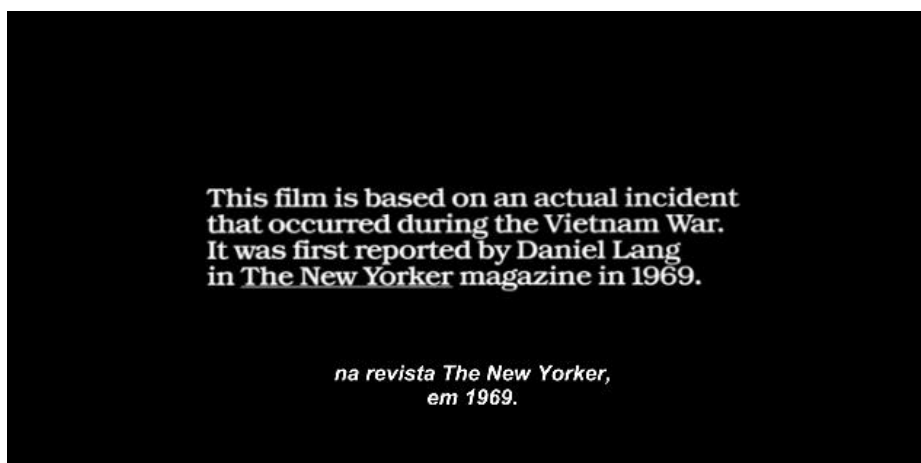 This film is based on an actual incident
that occurred during the Vietnam War.
It was first reported by Daniel Lang
in The New Yorker magazine in 1969.
na revista The New Yorker,
em 1969.